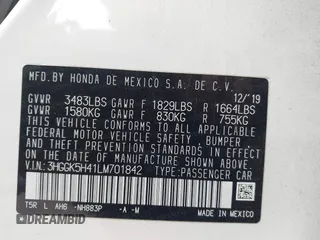 MFD.BY HONDA DE MEXICO S.A. DE C.V.
12/'19
GVWR 3483LBS GAWR F 1829LBS R 1664LBS
GVWR 1580KG GAWR F 830KG R 755KG
THIS VEHICLE CONFORMS TO ALL APPLICABLE
FEDERAL MOTOR VEHICLE SAFETY, BUMPER,
AND THEFT PREVENTION STANDARDS IN
EFFECT ON THE DATE OF MANUFACTURE
SHOWN ABOVE.
V.I.N: 3HGGK5H41LM701842 TYPE:PASSENGER CAR
T5R L AH6 -NH883P -A -M
MADE IN MEXICO